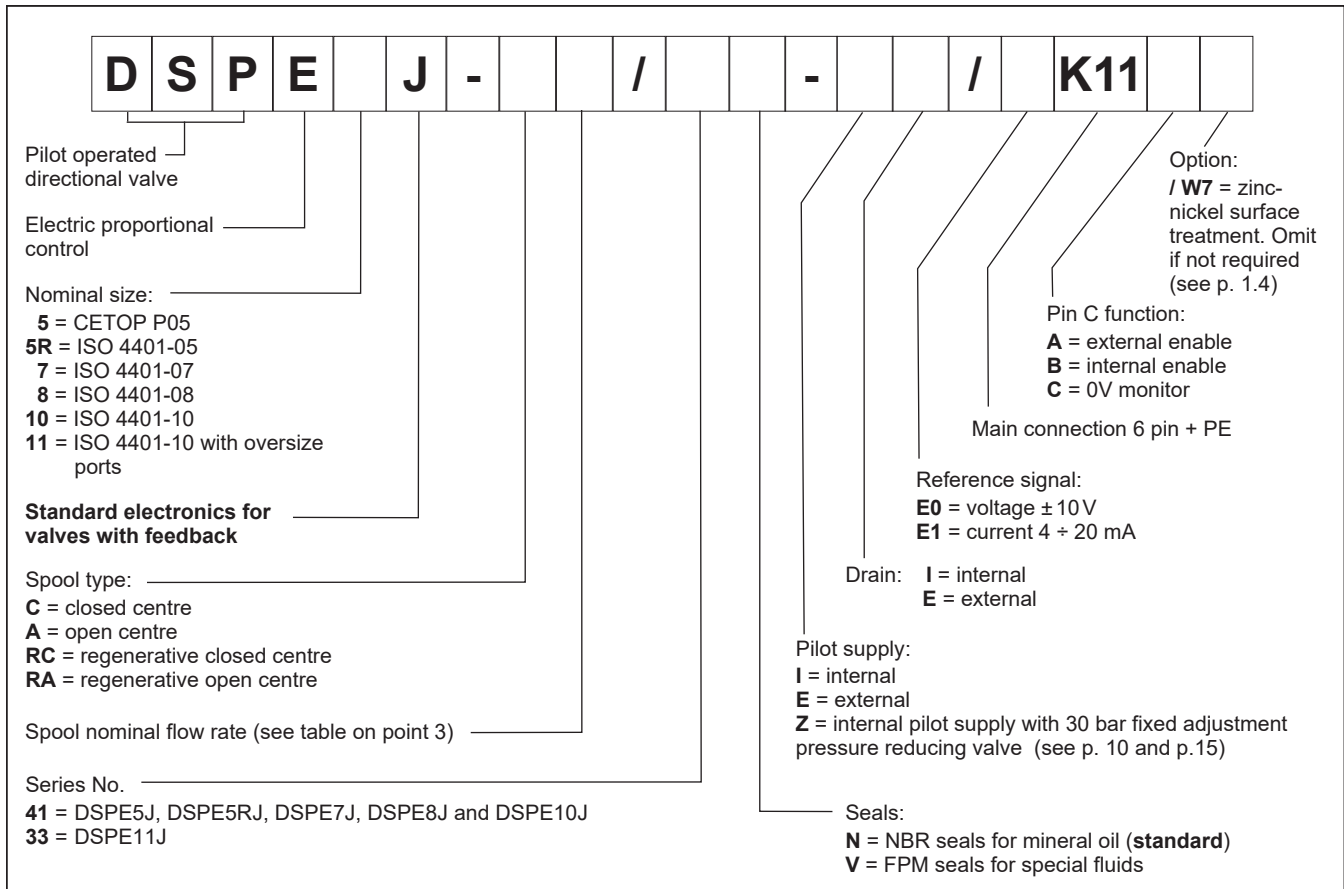 D S P E J - / - / K11
Pilot operated
directional valve
Electric proportional
control
Nominal size:
5 = CETOP P05
5R = ISO 4401-05
7 = ISO 4401-07
8 = ISO 4401-08
10 = ISO 4401-10
11 = ISO 4401-10 with oversize
ports
Standard electronics for
valves with feedback
Spool type:
C = closed centre
A = open centre
RC = regenerative closed centre
RA = regenerative open centre
Spool nominal flow rate (see table on point 3)
Series No.
41 = DSPE5J, DSPE5RJ, DSPE7J, DSPE8J and DSPE10J
33 = DSPE11J
Option:
/ W7 = zinc-
nickel surface
treatment. Omit
if not required
(see p. 1.4)
Pin C function:
A = external enable
B = internal enable
C = 0V monitor
Main connection 6 pin + PE
Reference signal:
E0 = voltage ±10V
E1 = current 4 ÷ 20 mA
Drain: I = internal
E = external
Pilot supply:
I = internal
E = external
Z = internal pilot supply with 30 bar fixed adjustment
pressure reducing valve (see p. 10 and p.15)
Seals:
N = NBR seals for mineral oil (standard)
V = FPM seals for special fluids